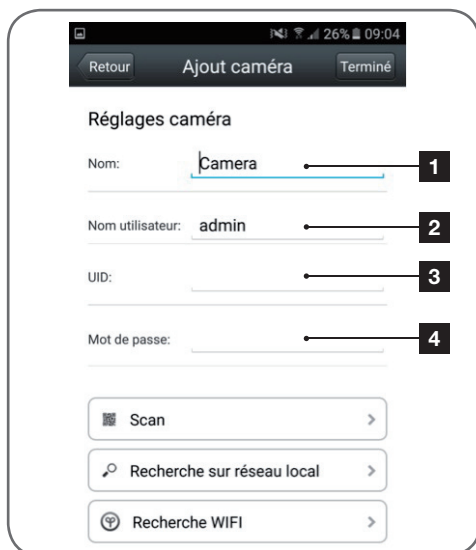 26% 09:04
Retour Ajout caméra Terminé
Réglages caméra
Nom: Camera 1
Nom utilisateur: admin 2
UID: 3
Mot de passe: 4
Scan
Recherche sur réseau local
Recherche WIFI